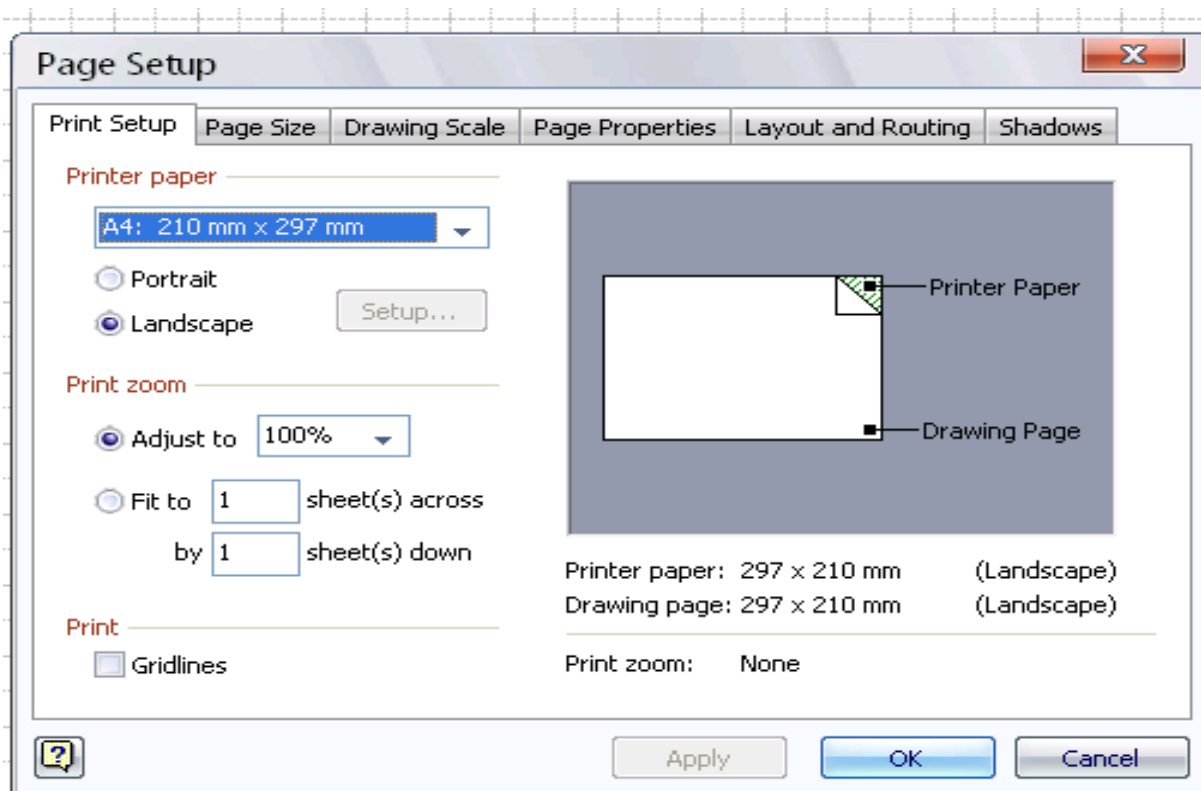 Page Setup
Print Setup Page Size Drawing Scale Page Properties Layout and Routing Shadows
Printer paper
A4: 210 mm x 297 mm
Portrait
Landscape
Setup...
Print zoom
Adjust to 100%
Fit to 1 sheet(s) across
by 1 sheet(s) down
Print
Gridlines
Printer Paper
Drawing Page
Printer paper: 297 x 210 mm (Landscape)
Drawing page: 297 x 210 mm (Landscape)
Print zoom: None
Apply OK Cancel